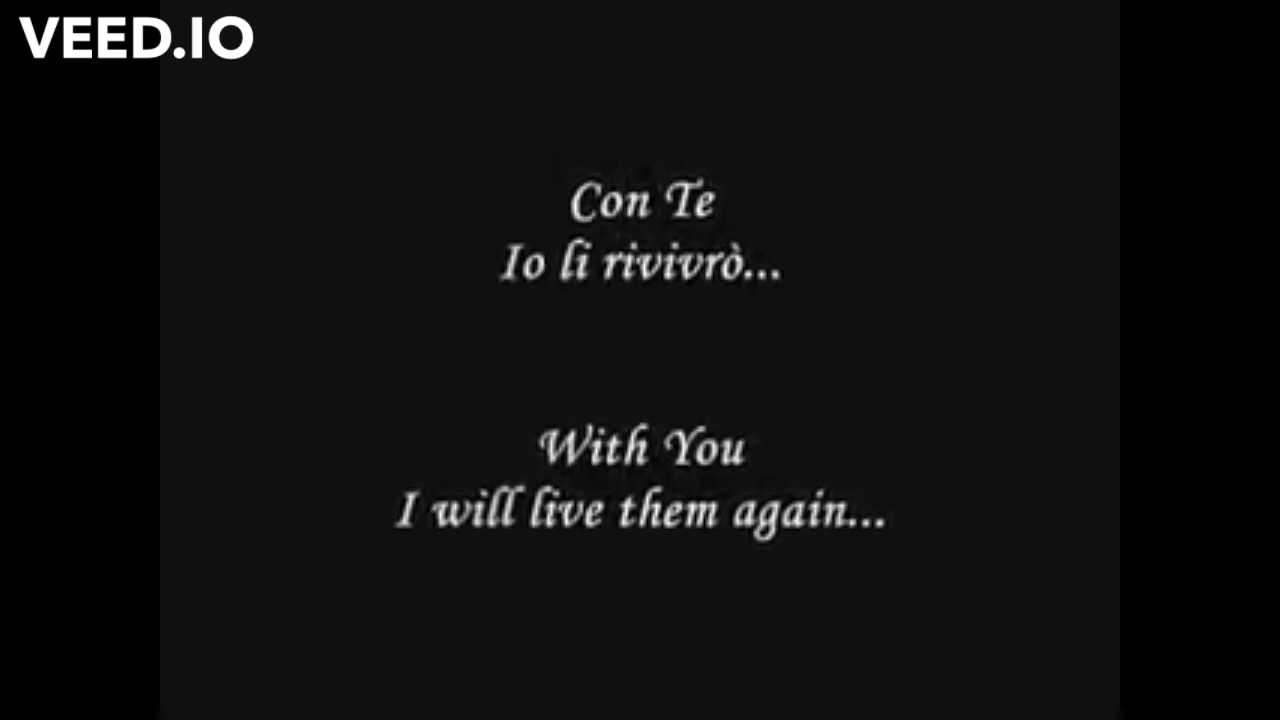 VEED.IO
Con Te
Io li rivivrò...
With You
I will live them again...